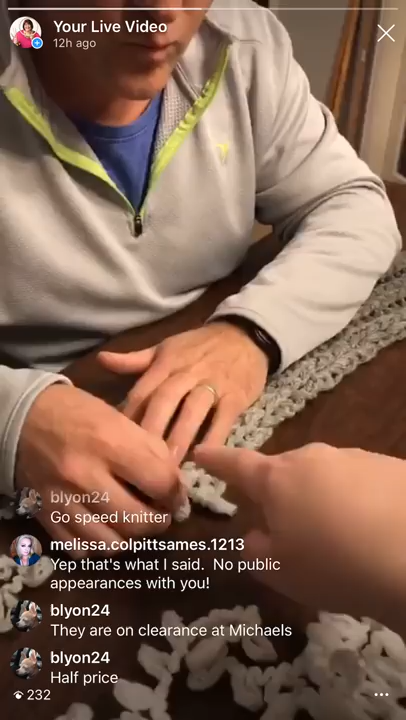 Your Live Video
12h ago
blyon24
Go speed knitter
melissa.colpittsames.1213
Yep that's what I said. No public
appearances with you!
blyon24
They are on clearance at Michaels
blyon24
Half price
232